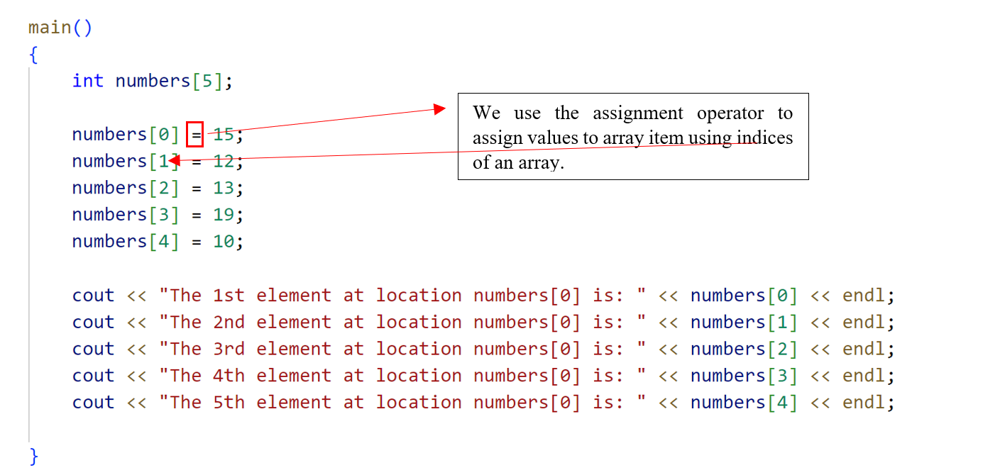 main()
{
    int numbers[5];
    numbers[0] = 15;
    numbers[1] = 12;
    numbers[2] = 13;
    numbers[3] = 19;
    numbers[4] = 10;
We use the assignment operator to
assign values to array item using indices
of an array.
    cout << "The 1st element at location numbers[0] is: " << numbers[0] << endl;
    cout << "The 2nd element at location numbers[0] is: " << numbers[1] << endl;
    cout << "The 3rd element at location numbers[0] is: " << numbers[2] << endl;
    cout << "The 4th element at location numbers[0] is: " << numbers[3] << endl;
    cout << "The 5th element at location numbers[0] is: " << numbers[4] << endl;
}